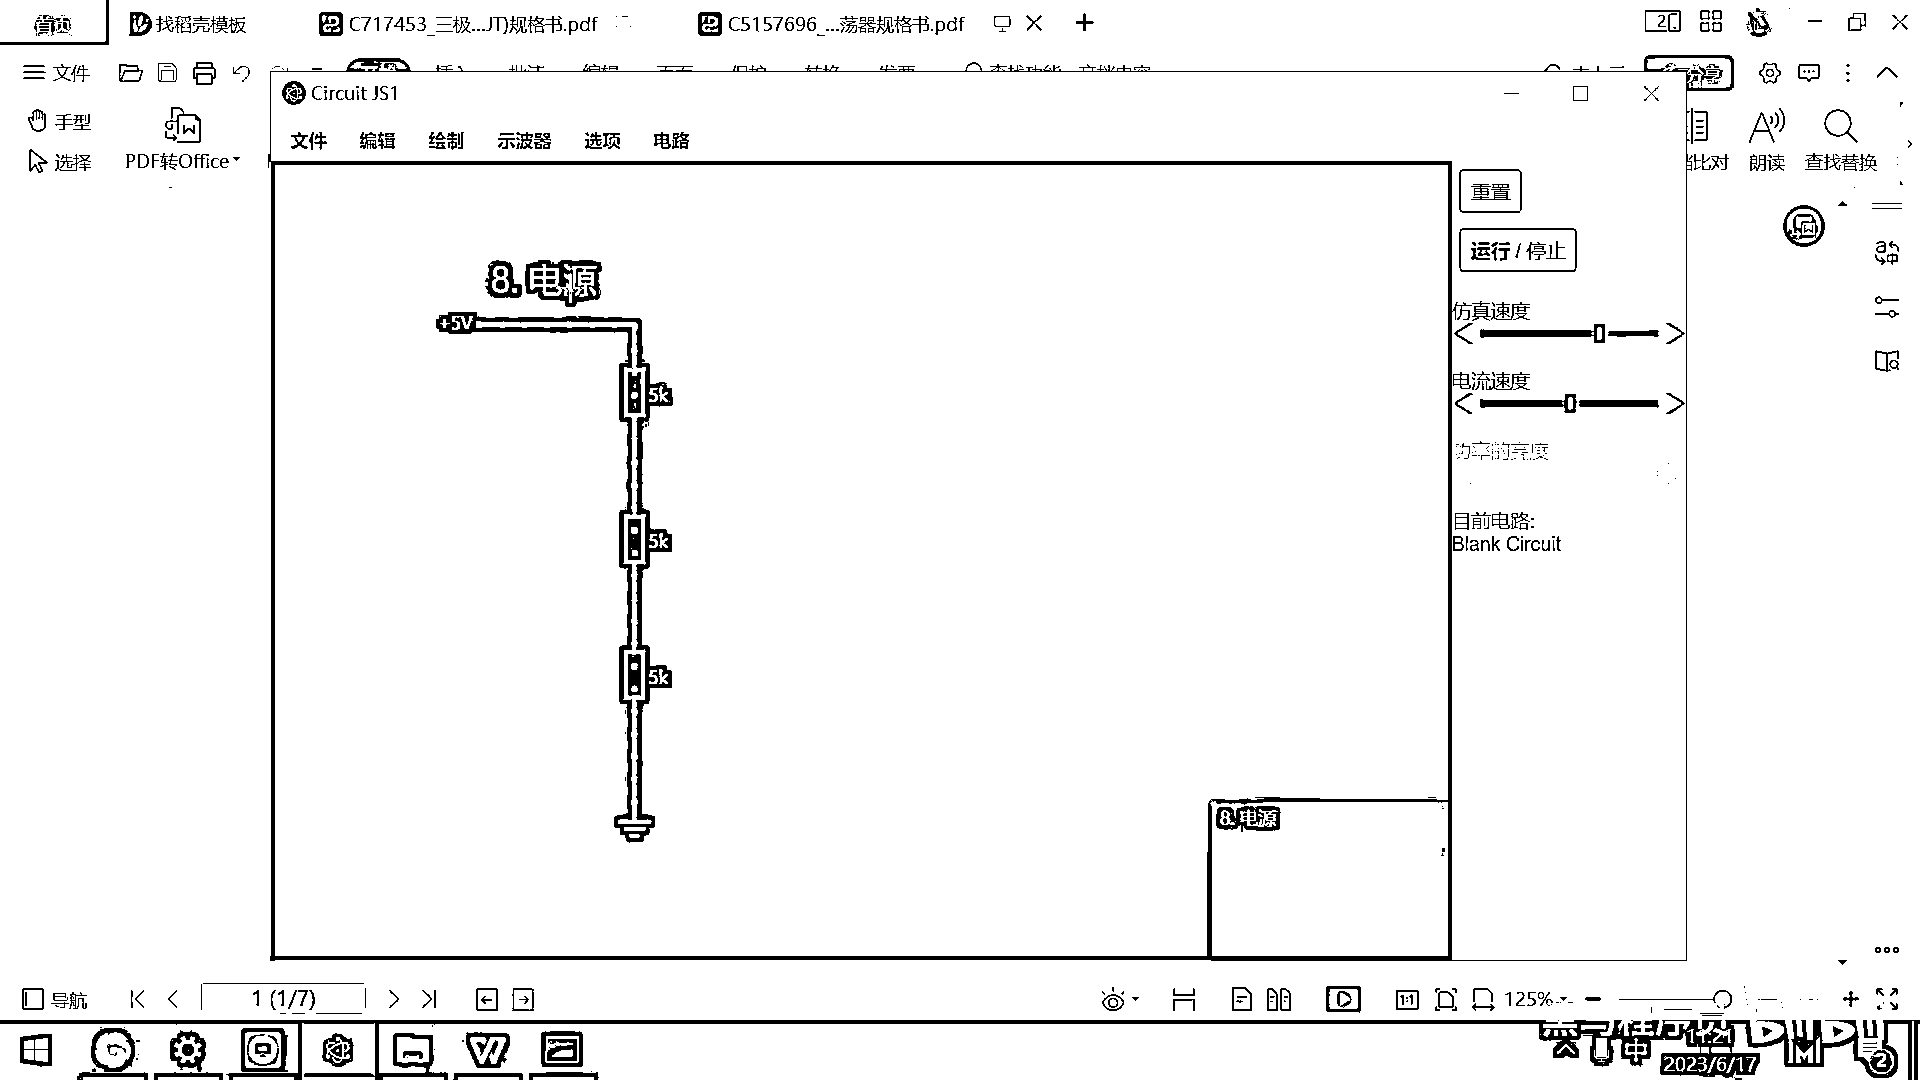 首页 找稻壳模板 C717453_三极...JT)规格书.pdf C5157696_...荡器规格书.pdf
文件
手型
选择
PDF转Office
比对 朗读 查找替换
Circuit JS1
文件 编辑 绘制 示波器 选项 电路
重置
运行 / 停止
仿真速度
电流速度
功率的亮度
目前电路:
Blank Circuit
8. 电源
+5V
5k
5k
5k
8. 电源
导航 1 (1/7) 1:1 125%
中
14:21
2023/6/17
2